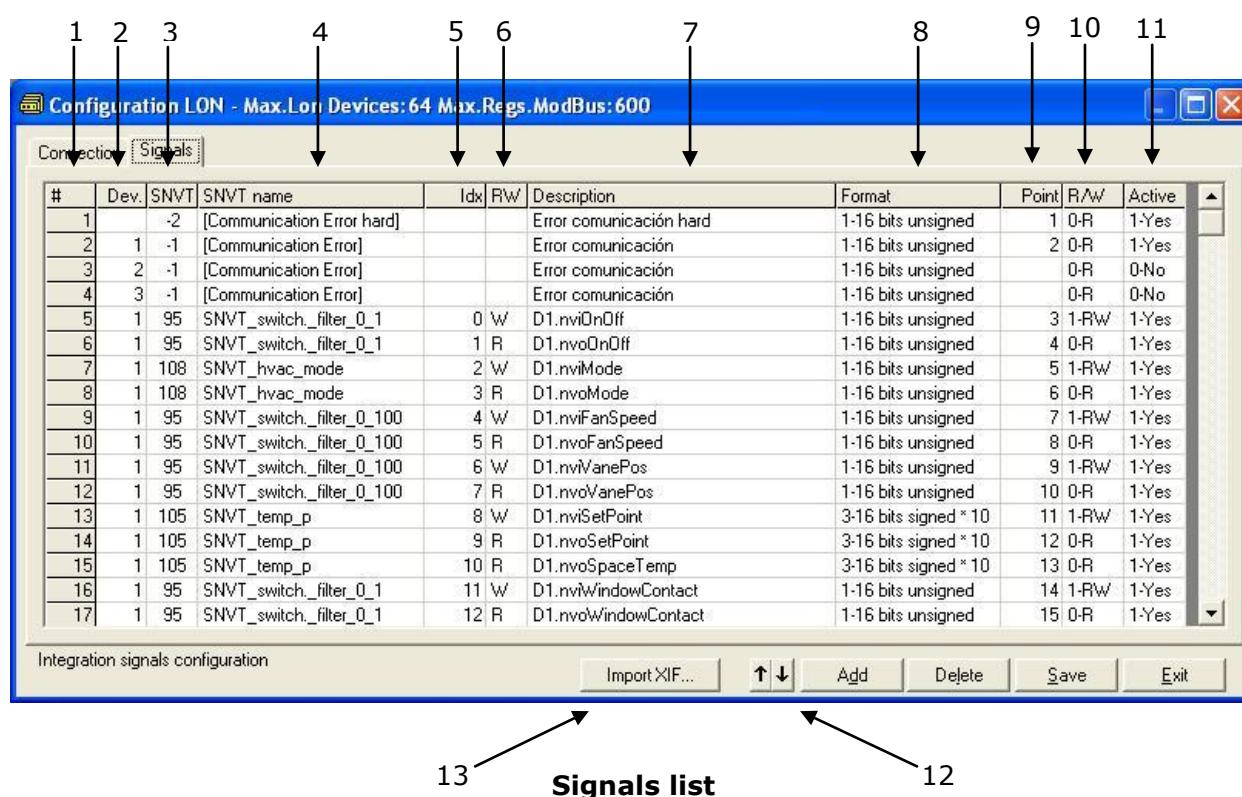 1 2 3 4 5 6 7 8 9 10 11
Configuration LON - Max.Lon Devices:64 Max.Regs.ModBus:600
Connection Signals
# Dev. SNVT SNVT name Idx RW Description Format Point R/W Active
1 -2 [Communication Error hard] Error comunicación hard 1-16 bits unsigned 1 0-R 1-Yes
2 1 -1 [Communication Error] Error comunicación 1-16 bits unsigned 2 0-R 1-Yes
3 2 -1 [Communication Error] Error comunicación 1-16 bits unsigned 0-R 0-No
4 3 -1 [Communication Error] Error comunicación 1-16 bits unsigned 0-R 0-No
5 1 95 SNVT_switch._filter_0_1 0 W D1.nviOnOff 1-16 bits unsigned 3 1-RW 1-Yes
6 1 95 SNVT_switch._filter_0_1 1 R D1.nvoOnOff 1-16 bits unsigned 4 0-R 1-Yes
7 1 108 SNVT_hvac_mode 2 W D1.nviMode 1-16 bits unsigned 5 1-RW 1-Yes
8 1 108 SNVT_hvac_mode 3 R D1.nvoMode 1-16 bits unsigned 6 0-R 1-Yes
9 1 95 SNVT_switch._filter_0_100 4 W D1.nviFanSpeed 1-16 bits unsigned 7 1-RW 1-Yes
10 1 95 SNVT_switch._filter_0_100 5 R D1.nvoFanSpeed 1-16 bits unsigned 8 0-R 1-Yes
11 1 95 SNVT_switch._filter_0_100 6 W D1.nviVanePos 1-16 bits unsigned 9 1-RW 1-Yes
12 1 95 SNVT_switch._filter_0_100 7 R D1.nvoVanePos 1-16 bits unsigned 10 0-R 1-Yes
13 1 105 SNVT_temp_p 8 W D1.nviSetPoint 3-16 bits signed * 10 11 1-RW 1-Yes
14 1 105 SNVT_temp_p 9 R D1.nvoSetPoint 3-16 bits signed * 10 12 0-R 1-Yes
15 1 105 SNVT_temp_p 10 R D1.nvoSpaceTemp 3-16 bits signed * 10 13 0-R 1-Yes
16 1 95 SNVT_switch._filter_0_1 11 W D1.nviWindowContact 1-16 bits unsigned 14 1-RW 1-Yes
17 1 95 SNVT_switch._filter_0_1 12 R D1.nvoWindowContact 1-16 bits unsigned 15 0-R 1-Yes
Integration signals configuration
Import XIF... Add Delete Save Exit
13 12
Signals list